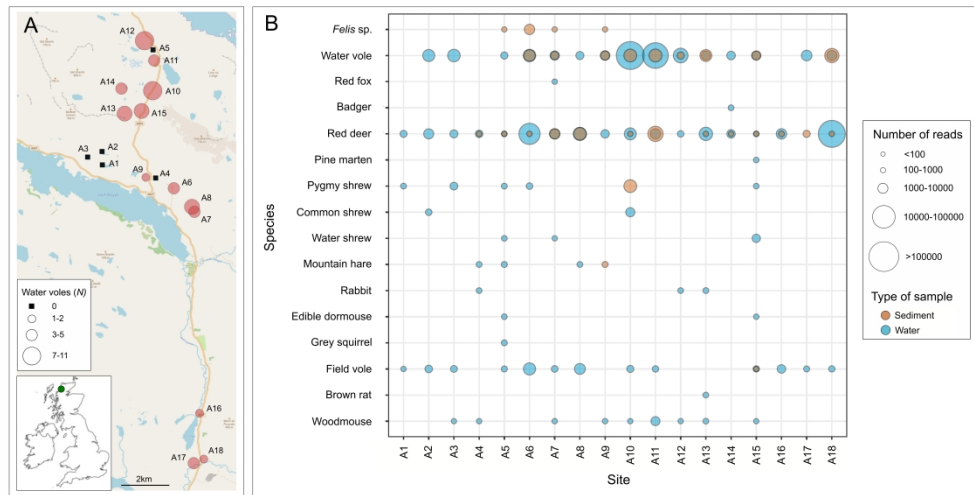 A
A12
A5
A11
A14
A10
A13
A15
A3
A2
A1
A9
A4
A6
A8
A7
Water voles (N)
0
1-2
3-5
7-11
A16
A17
A18
2km
B
Species
Felis sp.
Water vole
Red fox
Badger
Red deer
Pine marten
Pygmy shrew
Common shrew
Water shrew
Mountain hare
Rabbit
Edible dormouse
Grey squirrel
Field vole
Brown rat
Woodmouse
A1 A2 A3 A4 A5 A6 A7 A8 A9 A10 A11 A12 A13 A14 A15 A16 A17 A18
Site
Number of reads
<100
100-1000
1000-10000
10000-100000
>100000
Type of sample
Sediment
Water